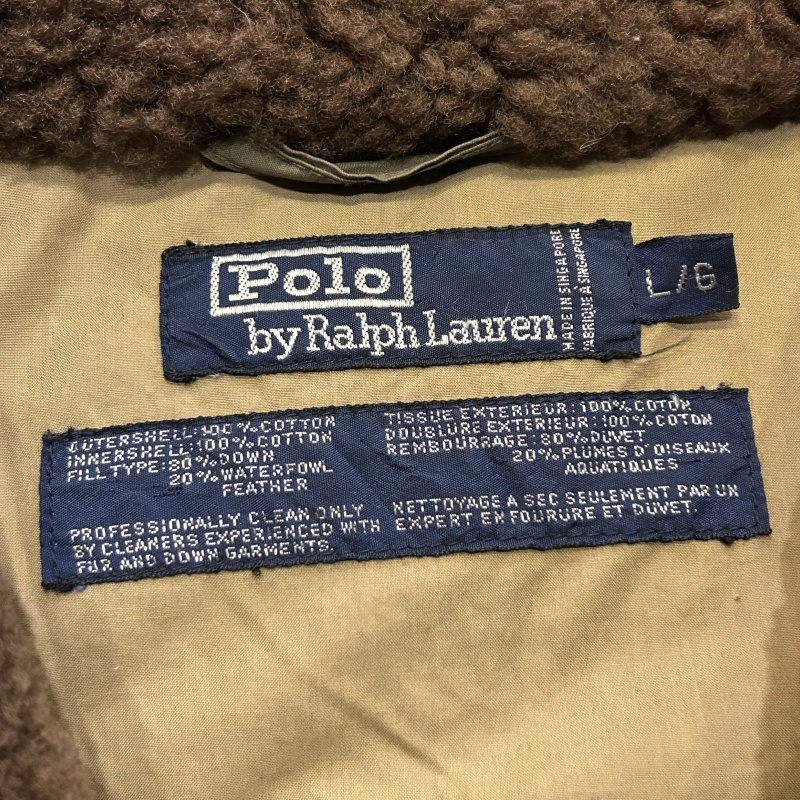 Polo
by Ralph Lauren
MADE IN SINGAPORE
FABRIQUÉ À SINGAPORE
L/G
OUTERSHELL: 100% COTTON
INNERSHELL: 100% COTTON
FILL TYPE: 80% DOWN
20% WATERFOWL
FEATHER
PROFESSIONALLY CLEAN ONLY
BY CLEANERS EXPERIENCED WITH
FUR AND DOWN GARMENTS.
TISSUE EXTERIEUR: 100% COTON
DOUBLURE EXTERIEUR: 100% COTON
REMBOURRAGE: 80% DUVET
20% PLUMES D'OISEAUX
AQUATIQUES
NETTOYAGE A SEC SEULEMENT PAR UN
EXPERT EN FOURURE ET DUVET.